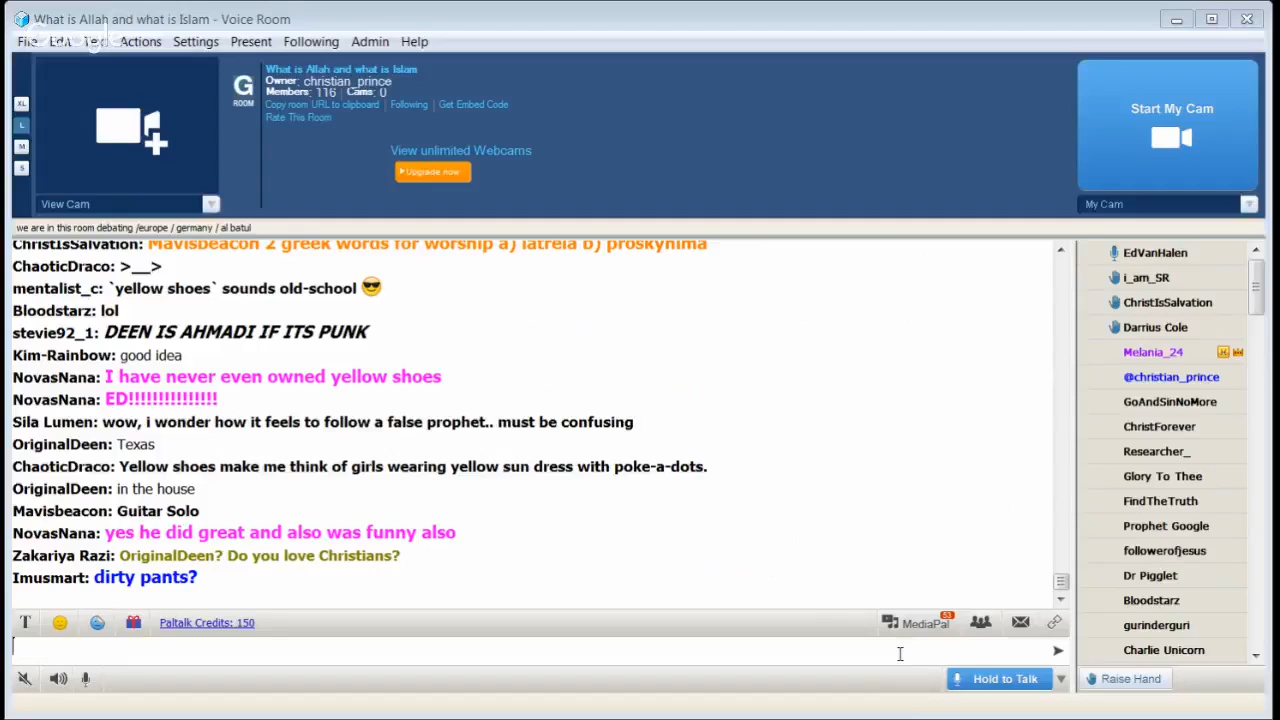 What is Allah and what is Islam - Voice Room
File Edit Text Actions Settings Present Following Admin Help
Google
What is Allah and what is Islam
Owner: christian_prince
Members: 116 | Cams: 0
Copy room URL to clipboard | Following | Get Embed Code
Rate This Room
G
ROOM
XL
L
M
S
View unlimited Webcams
Upgrade now
Start My Cam
View Cam
My Cam
we are in this room debating /europe / germany / al batul
ChristIsSalvation: Mavisbeacon 2 greek words for worship a) latreia b) proskynima
ChaoticDraco: >__>
mentalist_c: `yellow shoes` sounds old-school 😎
Bloodstarz: lol
stevie92_1: DEEN IS AHMADI IF ITS PUNK
Kim-Rainbow: good idea
NovasNana: I have never even owned yellow shoes
NovasNana: ED!!!!!!!!!!!!!!!
Sila Lumen: wow, i wonder how it feels to follow a false prophet.. must be confusing
OriginalDeen: Texas
ChaoticDraco: Yellow shoes make me think of girls wearing yellow sun dress with poke-a-dots.
OriginalDeen: in the house
Mavisbeacon: Guitar Solo
NovasNana: yes he did great and also was funny also
Zakariya Razi: OriginalDeen? Do you love Christians?
Imusmart: dirty pants?
EdVanHalen
i_am_SR
ChristIsSalvation
Darrius Cole
Melania_24
@christian_prince
GoAndSinNoMore
ChristForever
Researcher_
Glory To Thee
FindTheTruth
Prophet Google
followerofjesus
Dr Pigglet
Bloodstarz
gurinderguri
Charlie Unicorn
T
Paltalk Credits: 150
MediaPal
53
Hold to Talk
Raise Hand